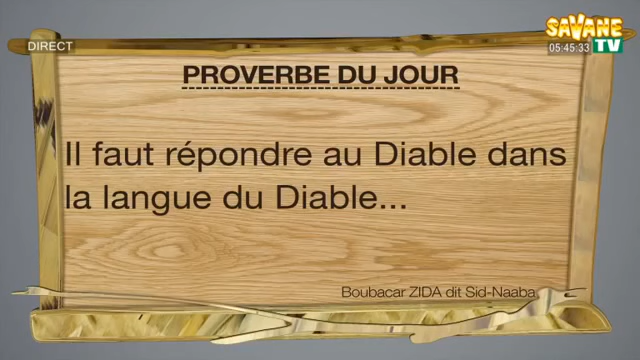 DIRECT
SAVANE
TV
05:45:33
PROVERBE DU JOUR
Il faut répondre au Diable dans
la langue du Diable...
Boubacar ZIDA dit Sid-Naaba